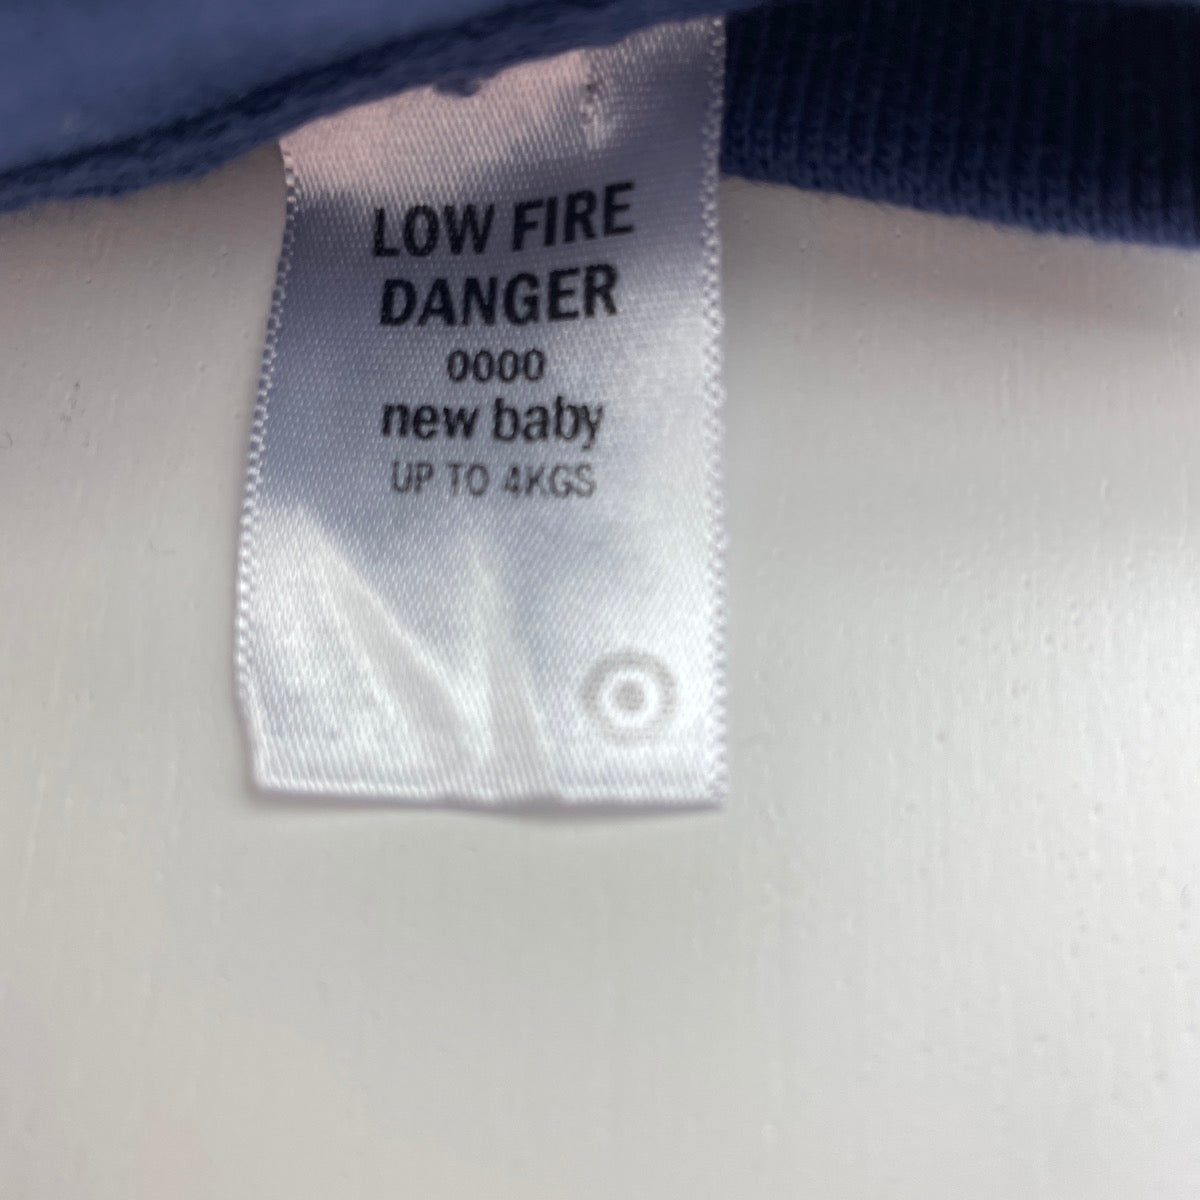 LOW FIRE
DANGER
0000
new baby
UP TO 4KGS